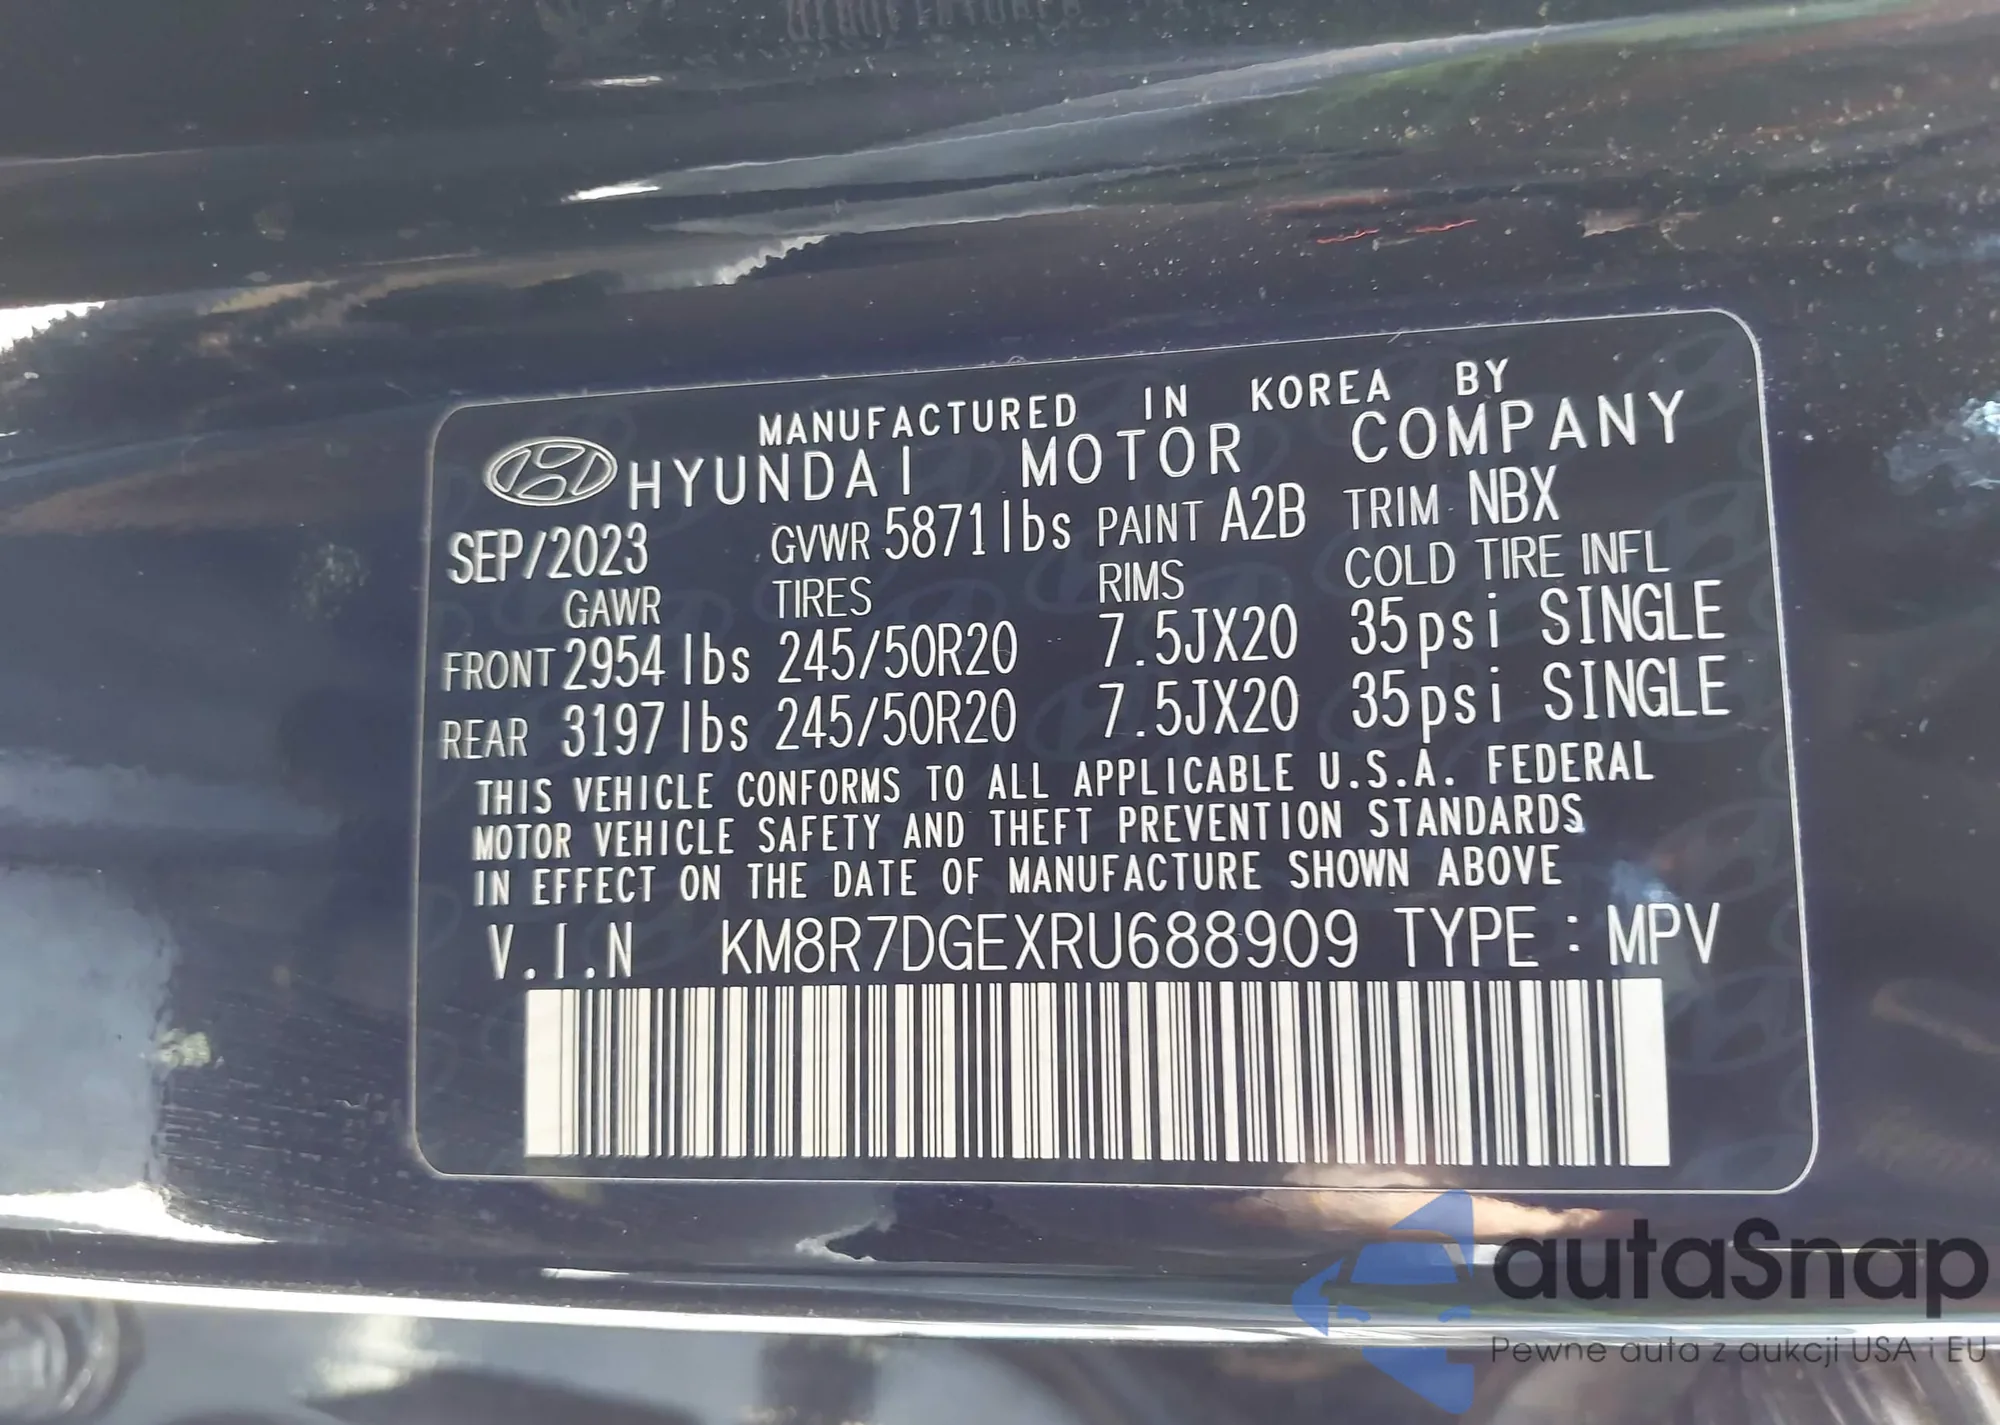 MANUFACTURED IN KOREA BY
HYUNDAI MOTOR COMPANY
SEP/2023 GVWR 5871lbs PAINT A2B TRIM NBX
GAWR TIRES RIMS COLD TIRE INFL
FRONT 2954 lbs 245/50R20 7.5JX20 35psi SINGLE
REAR 3197 lbs 245/50R20 7.5JX20 35psi SINGLE
THIS VEHICLE CONFORMS TO ALL APPLICABLE U.S.A. FEDERAL
MOTOR VEHICLE SAFETY AND THEFT PREVENTION STANDARDS
IN EFFECT ON THE DATE OF MANUFACTURE SHOWN ABOVE
V.I.N KM8R7DGEXRU688909 TYPE : MPV
autaSnap
Pewne auta z aukcji USA i EU